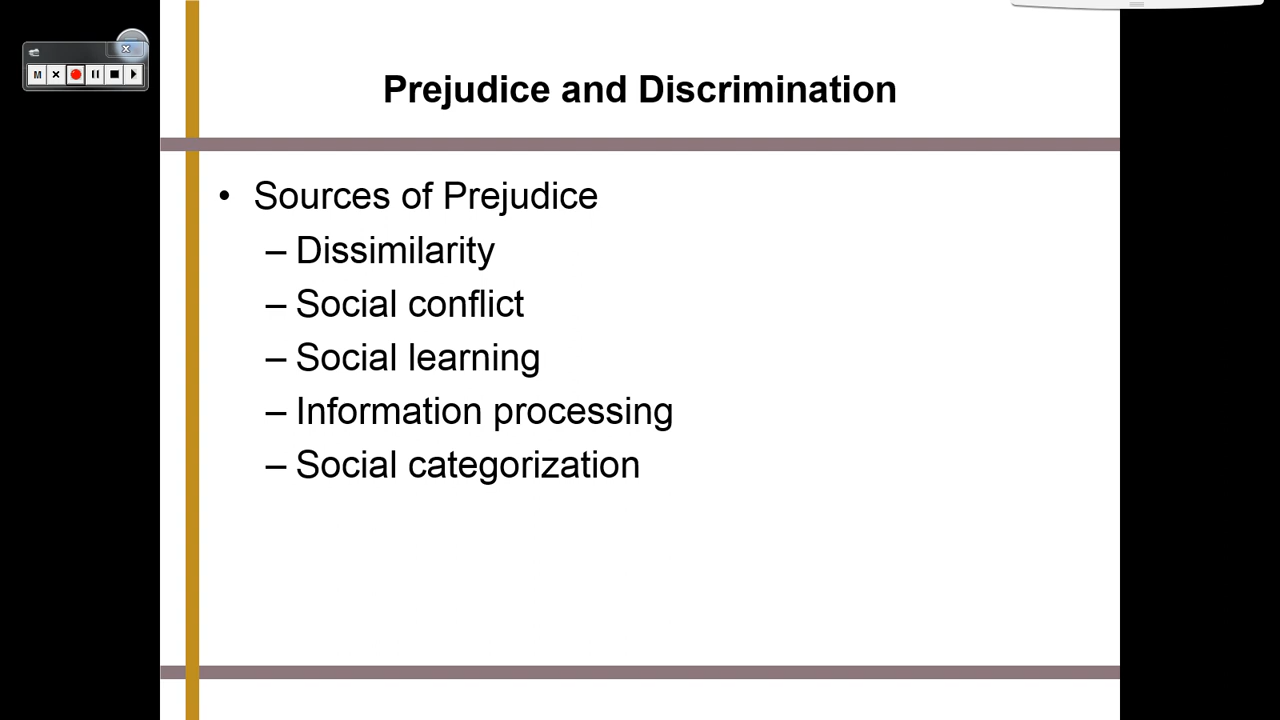 M
Prejudice and Discrimination
• Sources of Prejudice
– Dissimilarity
– Social conflict
– Social learning
– Information processing
– Social categorization